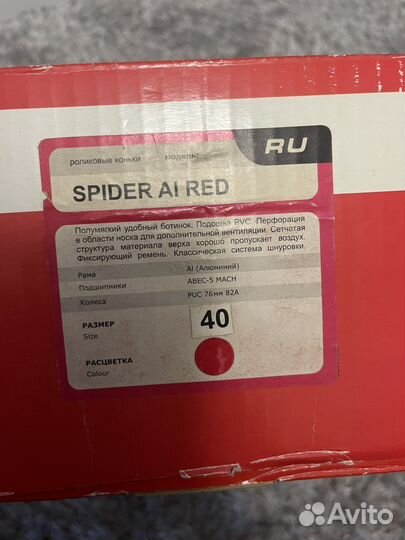 RU
роликовые коньки модель:
SPIDER Al RED
Полумягкий удобный ботинок. Подошва PVC. Перфорация
в области носка для дополнительной вентиляции. Сетчатая
структура материала верха хорошо пропускает воздух.
Фиксирующий ремень. Классическая система шнуровки.
Рама Al (Алюминий)
Подшипники ABEC-5 MACH
Колеса PUC 76мм 82A
РАЗМЕР 40
Size
РАСЦВЕТКА
Colour
Avito